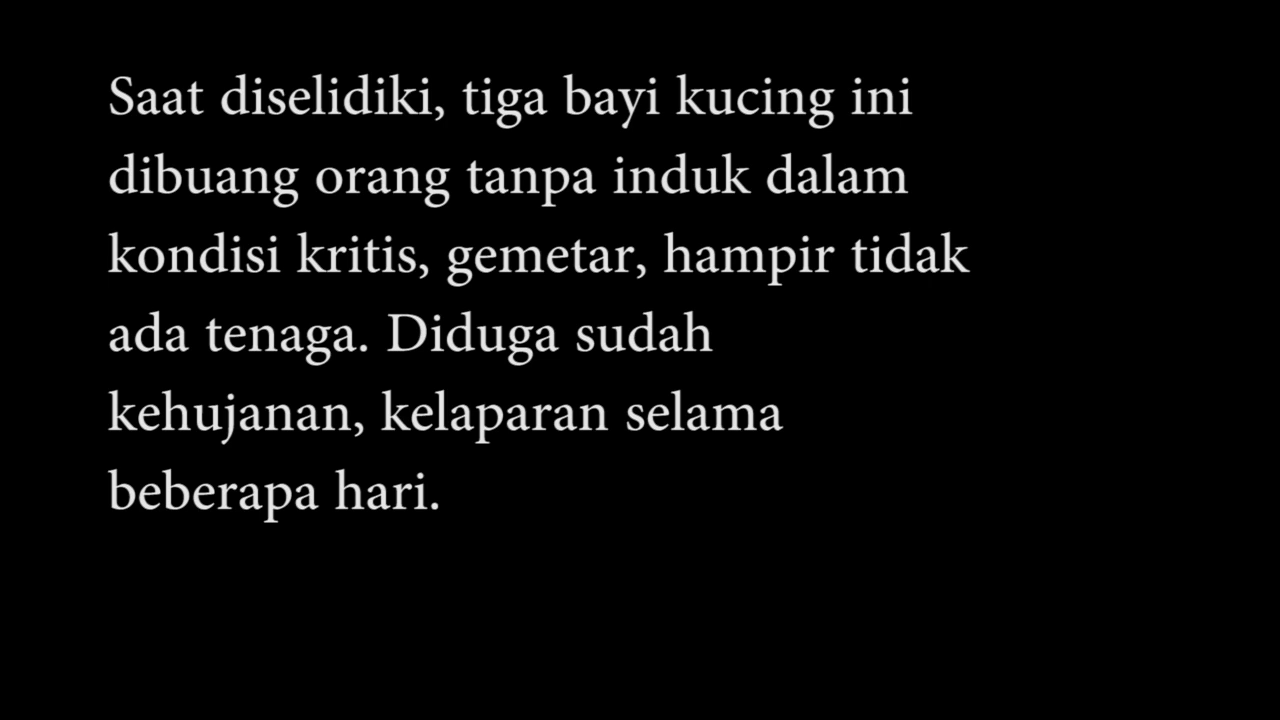 Saat diselidiki, tiga bayi kucing ini
dibuang orang tanpa induk dalam
kondisi kritis, gemetar, hampir tidak
ada tenaga. Diduga sudah
kehujanan, kelaparan selama
beberapa hari.